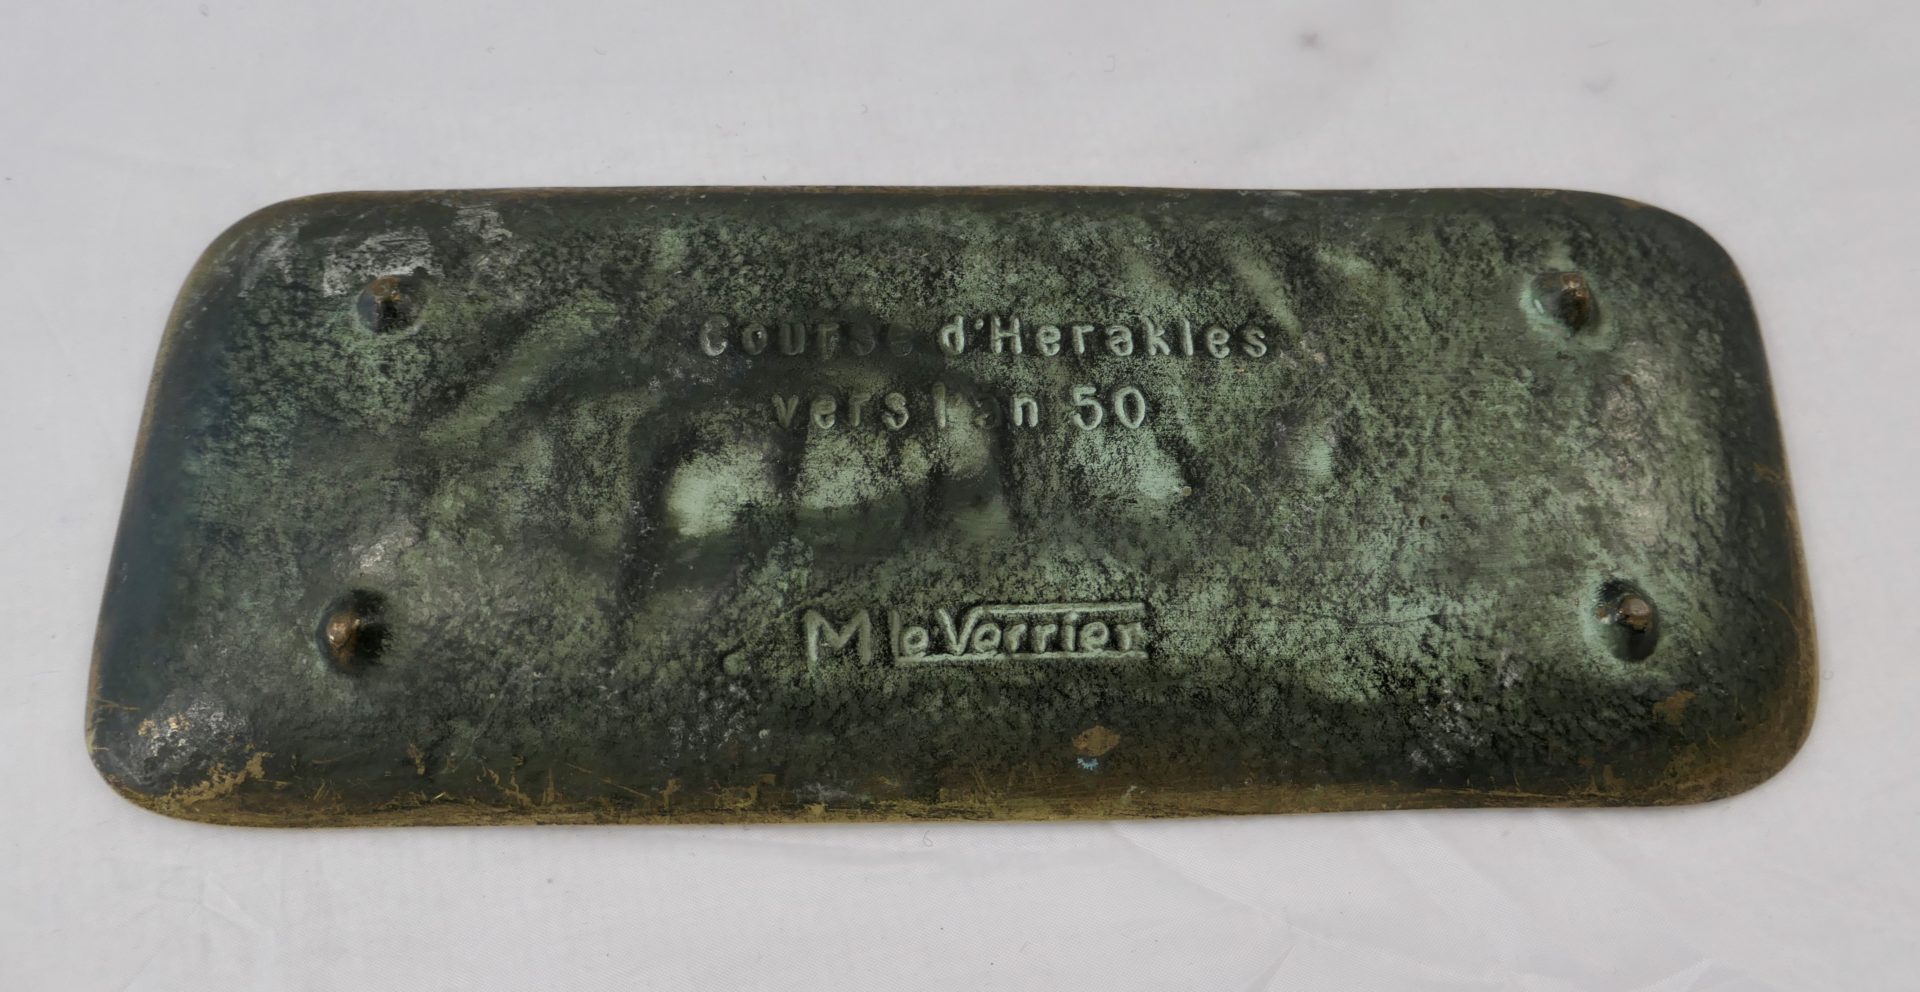 Course d'Herakles
vers l'an 50
M le Verrier